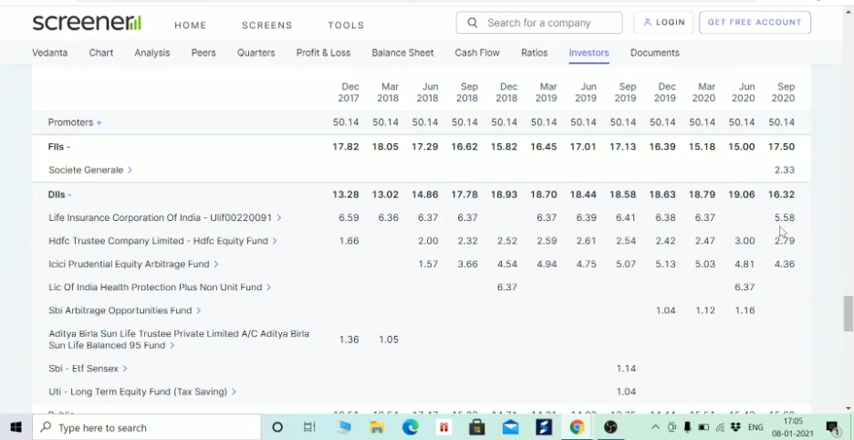 screener
HOME SCREENS TOOLS
Search for a company
LOGIN
GET FREE ACCOUNT
Vedanta Chart Analysis Peers Quarters Profit & Loss Balance Sheet Cash Flow Ratios Investors Documents
Dec 2017 Mar 2018 Jun 2018 Sep 2018 Dec 2018 Mar 2019 Jun 2019 Sep 2019 Dec 2019 Mar 2020 Jun 2020 Sep 2020
Promoters + 50.14 50.14 50.14 50.14 50.14 50.14 50.14 50.14 50.14 50.14 50.14 50.14
FIIs - 17.82 18.05 17.29 16.62 15.82 16.45 17.01 17.13 16.39 15.18 15.00 17.50
Societe Generale > 2.33
DIIs - 13.28 13.02 14.86 17.78 18.93 18.70 18.44 18.58 18.63 18.79 19.06 16.32
Life Insurance Corporation Of India - Ulif00220091 > 6.59 6.36 6.37 6.37 6.37 6.39 6.41 6.38 6.37 5.58
Hdfc Trustee Company Limited - Hdfc Equity Fund > 1.66 2.00 2.32 2.52 2.59 2.61 2.54 2.42 2.47 3.00 2.79
Icici Prudential Equity Arbitrage Fund > 1.57 3.66 4.54 4.94 4.75 5.07 5.13 5.03 4.81 4.36
Lic Of India Health Protection Plus Non Unit Fund > 6.37 6.37
Sbi Arbitrage Opportunities Fund > 1.04 1.12 1.16
Aditya Birla Sun Life Trustee Private Limited A/C Aditya Birla
Sun Life Balanced 95 Fund > 1.36 1.05
Sbi - Etf Sensex > 1.14
Uti - Long Term Equity Fund (Tax Saving) > 1.04
Type here to search
ENG
17:05
08-01-2021